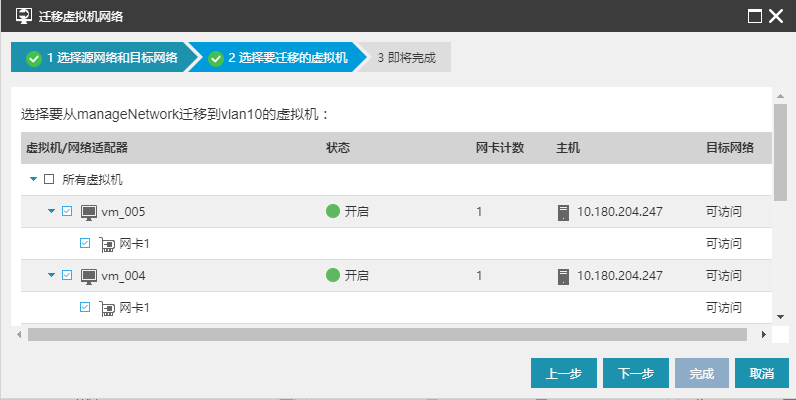 迁移虚拟机网络
1 选择源网络和目标网络 2 选择要迁移的虚拟机 3 即将完成
选择要从manageNetwork迁移到vlan10的虚拟机：
虚拟机/网络适配器 状态 网卡计数 主机 目标网络
所有虚拟机
vm_005 开启 1 10.180.204.247 可访问
网卡1 可访问
vm_004 开启 1 10.180.204.247 可访问
网卡1 可访问
上一步 下一步 完成 取消